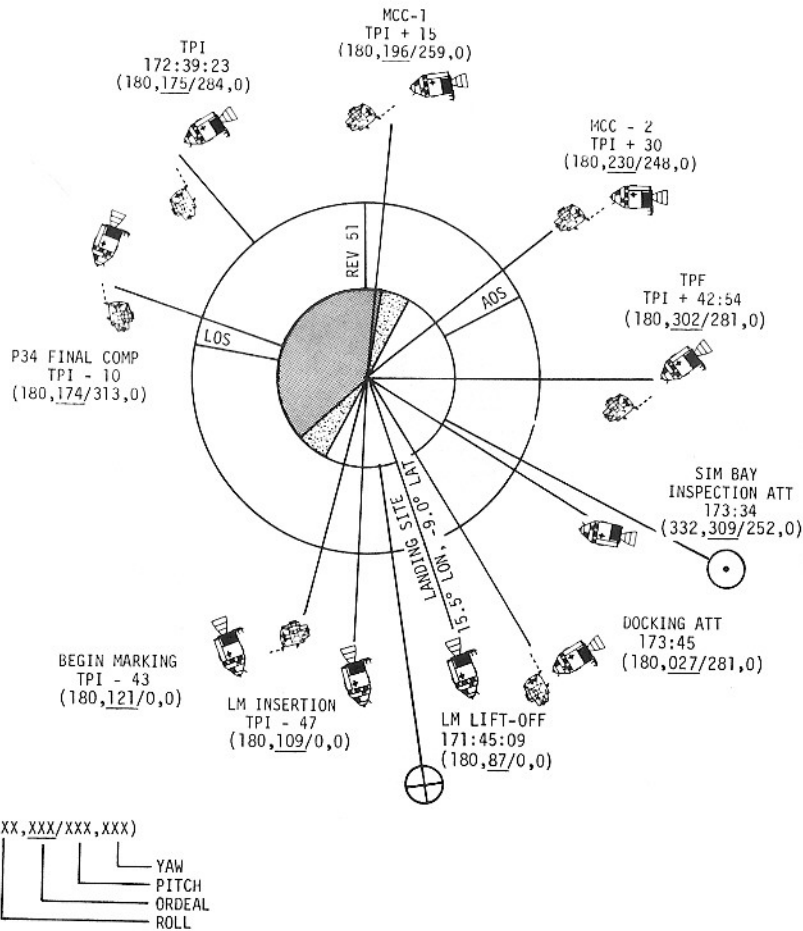 MCC-1
TPI + 15
(180,196/259,0)
TPI
172:39:23
(180,175/284,0)
MCC - 2
TPI + 30
(180,230/248,0)
REV 51
AOS
LOS
TPF
TPI + 42:54
(180,302/281,0)
P34 FINAL COMP
TPI - 10
(180,174/313,0)
LANDING SITE
15.5° LON, -9.0° LAT
SIM BAY
INSPECTION ATT
173:34
(332,309/252,0)
DOCKING ATT
173:45
(180,027/281,0)
BEGIN MARKING
TPI - 43
(180,121/0,0)
LM INSERTION
TPI - 47
(180,109/0,0)
LM LIFT-OFF
171:45:09
(180,87/0,0)
XX,XXX/XXX,XXX)
YAW
PITCH
ORDEAL
ROLL